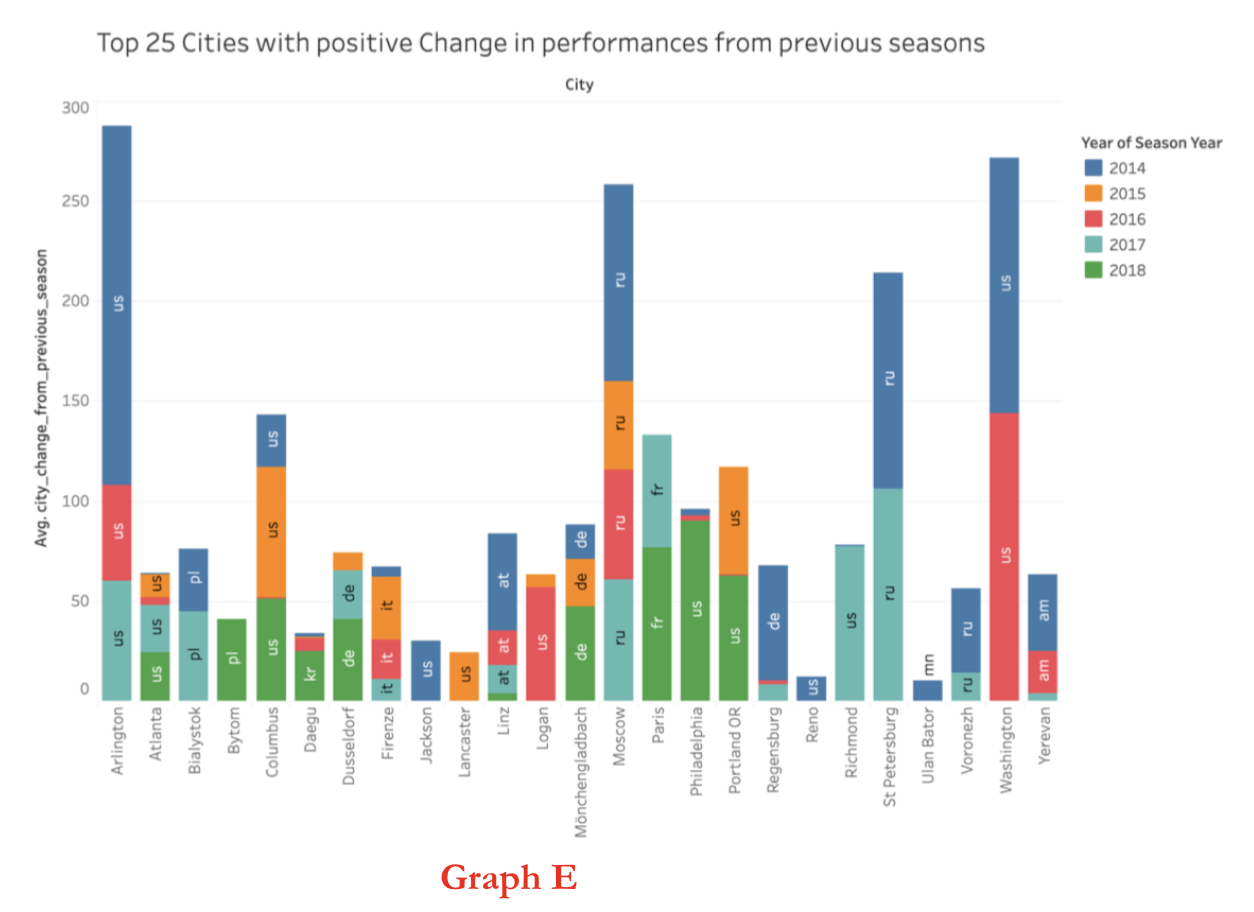 Top 25 Cities with positive Change in performances from previous seasons
City
Avg. city_change_from_previous_season
300
250
200
150
100
50
0
us
us
us
us
us
us
pl
pl
pl
us
us
us
kr
de
de
it
it
it
us
us
at
at
at
us
de
de
de
ru
ru
ru
ru
fr
fr
us
us
us
de
us
us
ru
ru
mn
ru
ru
us
us
am
am
Arlington
Atlanta
Bialystok
Bytom
Columbus
Daegu
Dusseldorf
Firenze
Jackson
Lancaster
Linz
Logan
Mönchengladbach
Moscow
Paris
Philadelphia
Portland OR
Regensburg
Reno
Richmond
St Petersburg
Ulan Bator
Voronezh
Washington
Yerevan
Year of Season Year
2014
2015
2016
2017
2018
Graph E